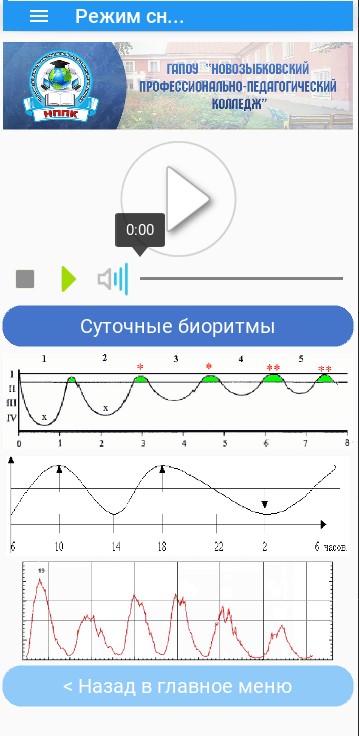 Режим сн...
ГАПОУ "НОВОЗЫБКОВСКИЙ
ПРОФЕССИОНАЛЬНО-ПЕДАГОГИЧЕСКИЙ
КОЛЛЕДЖ"
НППК
0:00
Суточные биоритмы
1 2 3 4 5
I * * ** **
II
III
IV x x
0 1 2 3 4 5 6 7 8
6 10 14 18 22 2 6 часов.
19
< Назад в главное меню